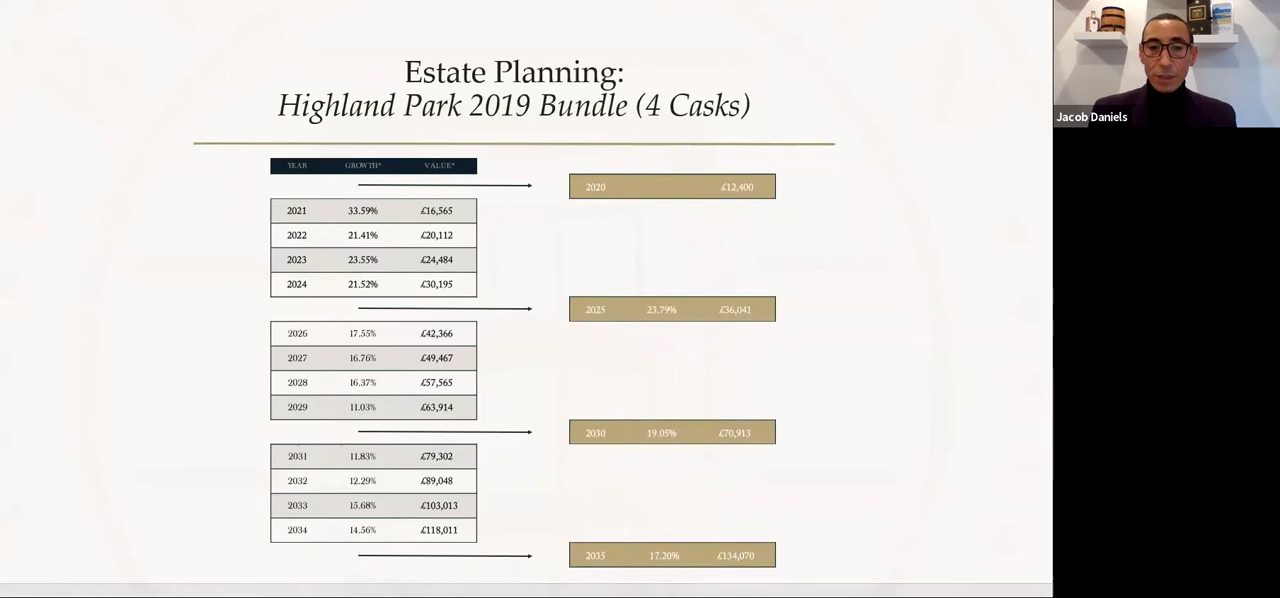 Estate Planning:
Highland Park 2019 Bundle (4 Casks)
Jacob Daniels
YEAR GROWTH* VALUE*
2020 £12,400
2021 33.59% £16,565
2022 21.41% £20,112
2023 23.55% £24,484
2024 21.52% £30,195
2025 23.79% £36,041
2026 17.55% £42,366
2027 16.76% £49,467
2028 16.37% £57,565
2029 11.03% £63,914
2030 19.05% £70,913
2031 11.83% £79,302
2032 12.29% £89,048
2033 15.68% £103,013
2034 14.56% £118,011
2035 17.20% £134,070